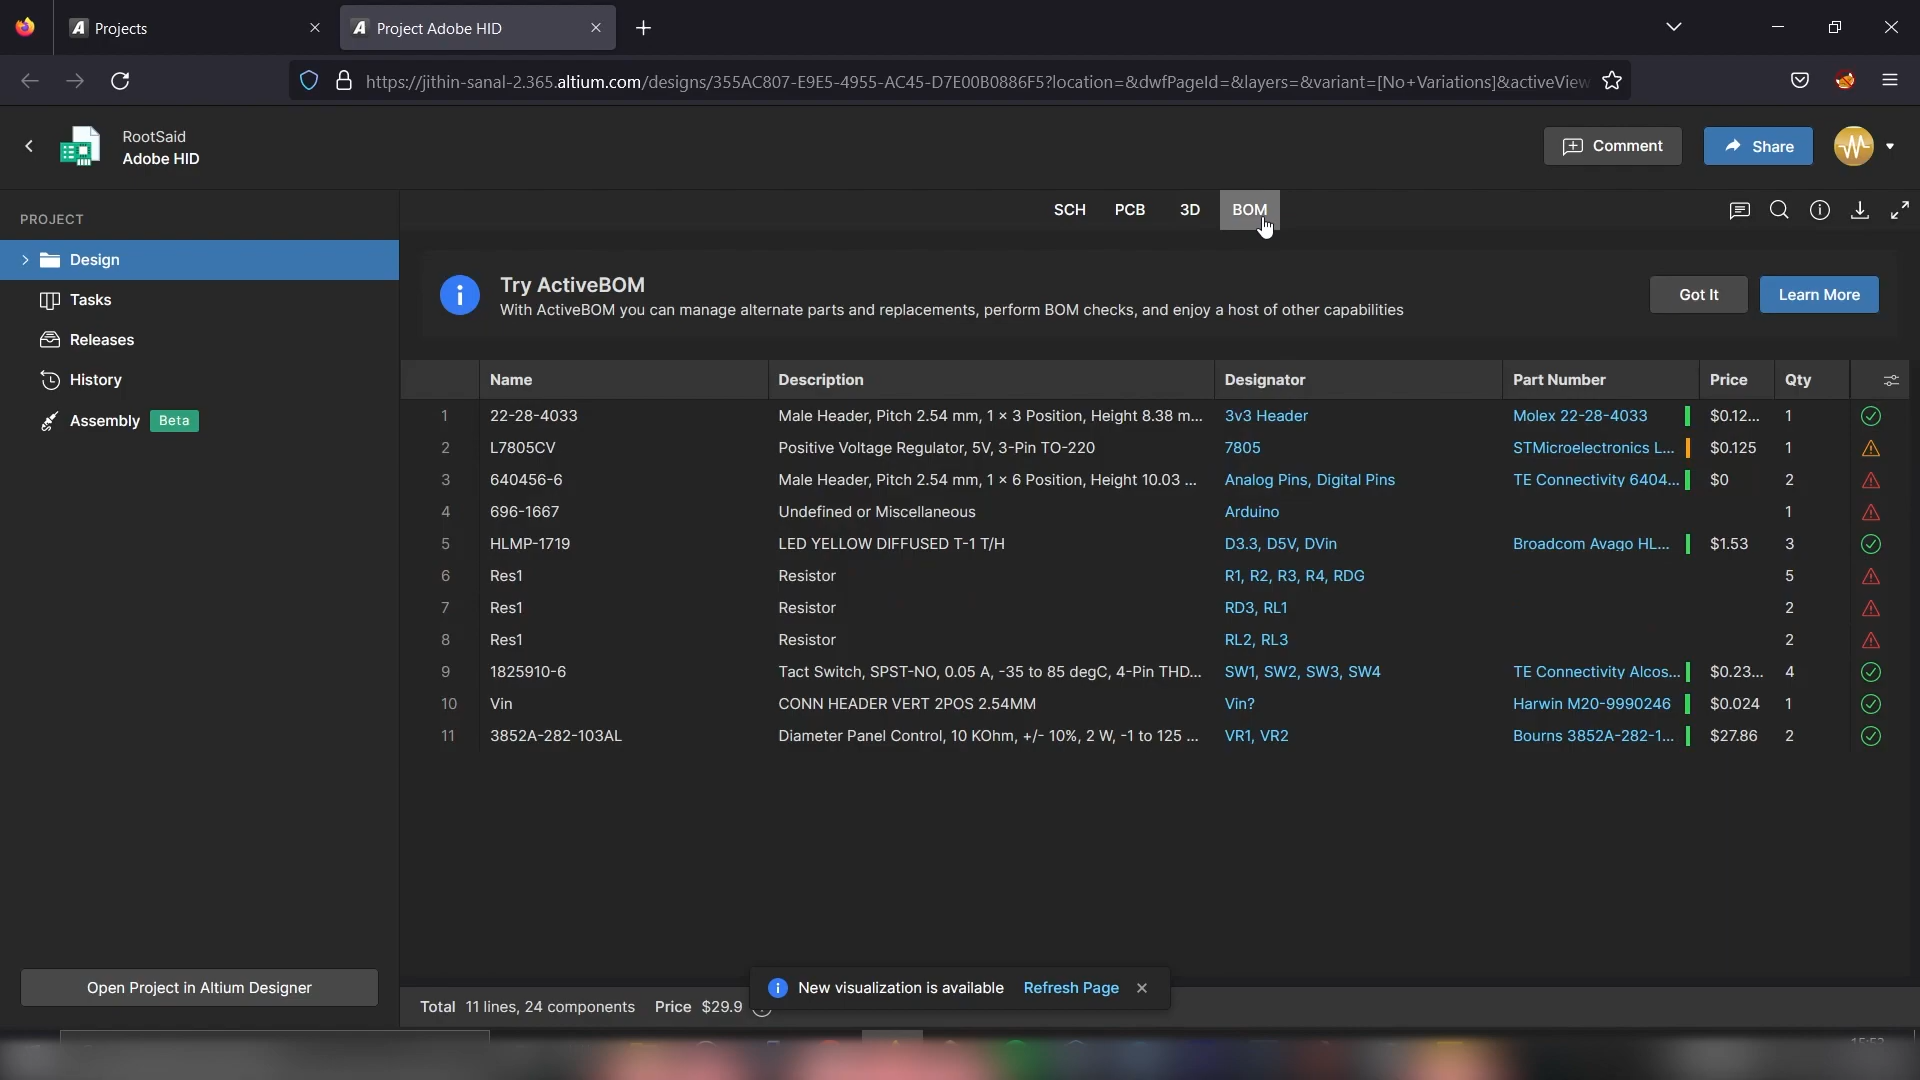 Projects
Project Adobe HID
https://jithin-sanal-2.365.altium.com/designs/355AC807-E9E5-4955-AC45-D7E00B0886F5?location=&dwfPageId=&layers=&variant=[No+Variations]&activeView
RootSaid
Adobe HID
Comment
Share
PROJECT
Design
Tasks
Releases
History
Assembly Beta
Open Project in Altium Designer
SCH PCB 3D BOM
Try ActiveBOM
With ActiveBOM you can manage alternate parts and replacements, perform BOM checks, and enjoy a host of other capabilities
Got It
Learn More
Name Description Designator Part Number Price Qty
1 22-28-4033 Male Header, Pitch 2.54 mm, 1 × 3 Position, Height 8.38 m... 3v3 Header Molex 22-28-4033 $0.12... 1
2 L7805CV Positive Voltage Regulator, 5V, 3-Pin TO-220 7805 STMicroelectronics L... $0.125 1
3 640456-6 Male Header, Pitch 2.54 mm, 1 × 6 Position, Height 10.03 ... Analog Pins, Digital Pins TE Connectivity 6404... $0 2
4 696-1667 Undefined or Miscellaneous Arduino 1
5 HLMP-1719 LED YELLOW DIFFUSED T-1 T/H D3.3, D5V, DVin Broadcom Avago HL... $1.53 3
6 Res1 Resistor R1, R2, R3, R4, RDG 5
7 Res1 Resistor RD3, RL1 2
8 Res1 Resistor RL2, RL3 2
9 1825910-6 Tact Switch, SPST-NO, 0.05 A, -35 to 85 degC, 4-Pin THD... SW1, SW2, SW3, SW4 TE Connectivity Alcos... $0.23... 4
10 Vin CONN HEADER VERT 2POS 2.54MM Vin? Harwin M20-9990246 $0.024 1
11 3852A-282-103AL Diameter Panel Control, 10 KOhm, +/- 10%, 2 W, -1 to 125 ... VR1, VR2 Bourns 3852A-282-1... $27.86 2
New visualization is available Refresh Page
Total 11 lines, 24 components Price $29.9